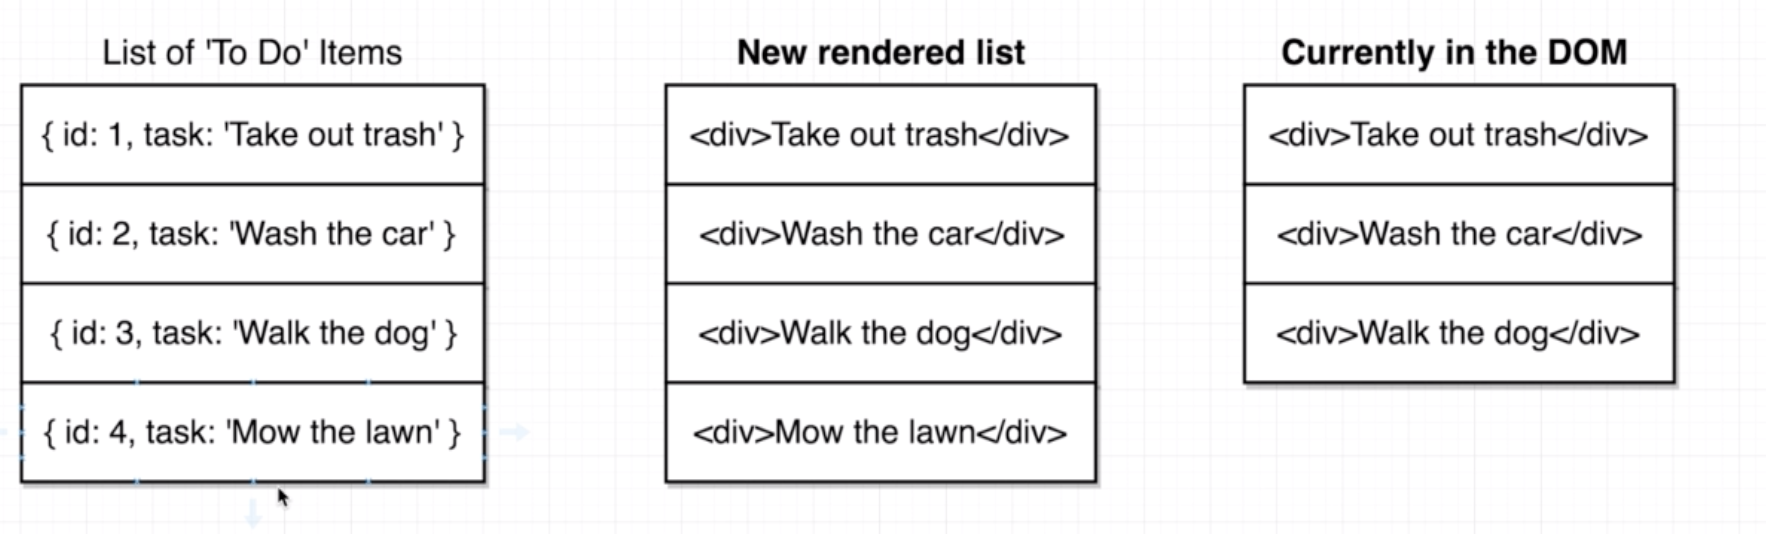 List of 'To Do' Items
{ id: 1, task: 'Take out trash' }
{ id: 2, task: 'Wash the car' }
{ id: 3, task: 'Walk the dog' }
{ id: 4, task: 'Mow the lawn' }
New rendered list
<div>Take out trash</div>
<div>Wash the car</div>
<div>Walk the dog</div>
<div>Mow the lawn</div>
Currently in the DOM
<div>Take out trash</div>
<div>Wash the car</div>
<div>Walk the dog</div>